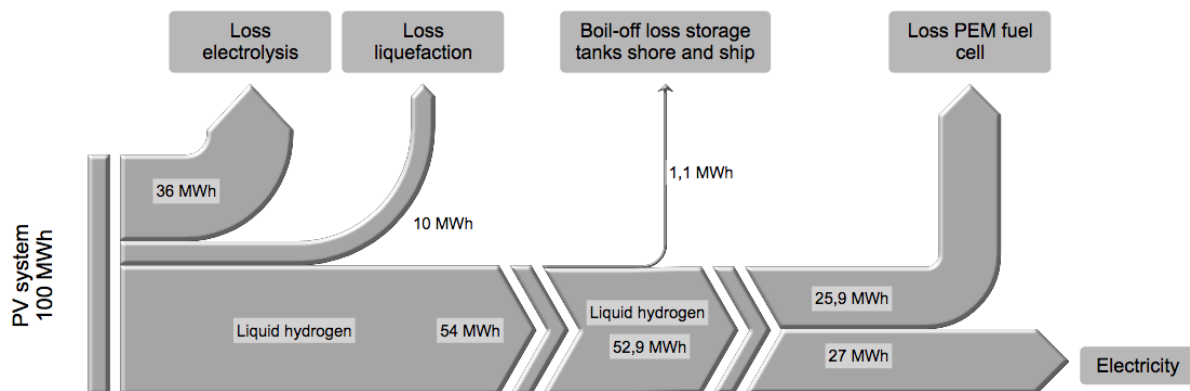 Loss
electrolysis
Loss
liquefaction
Boil-off loss storage
tanks shore and ship
Loss PEM fuel
cell
36 MWh
10 MWh
1,1 MWh
PV system
100 MWh
Liquid hydrogen
54 MWh
Liquid hydrogen
52,9 MWh
25,9 MWh
27 MWh
Electricity